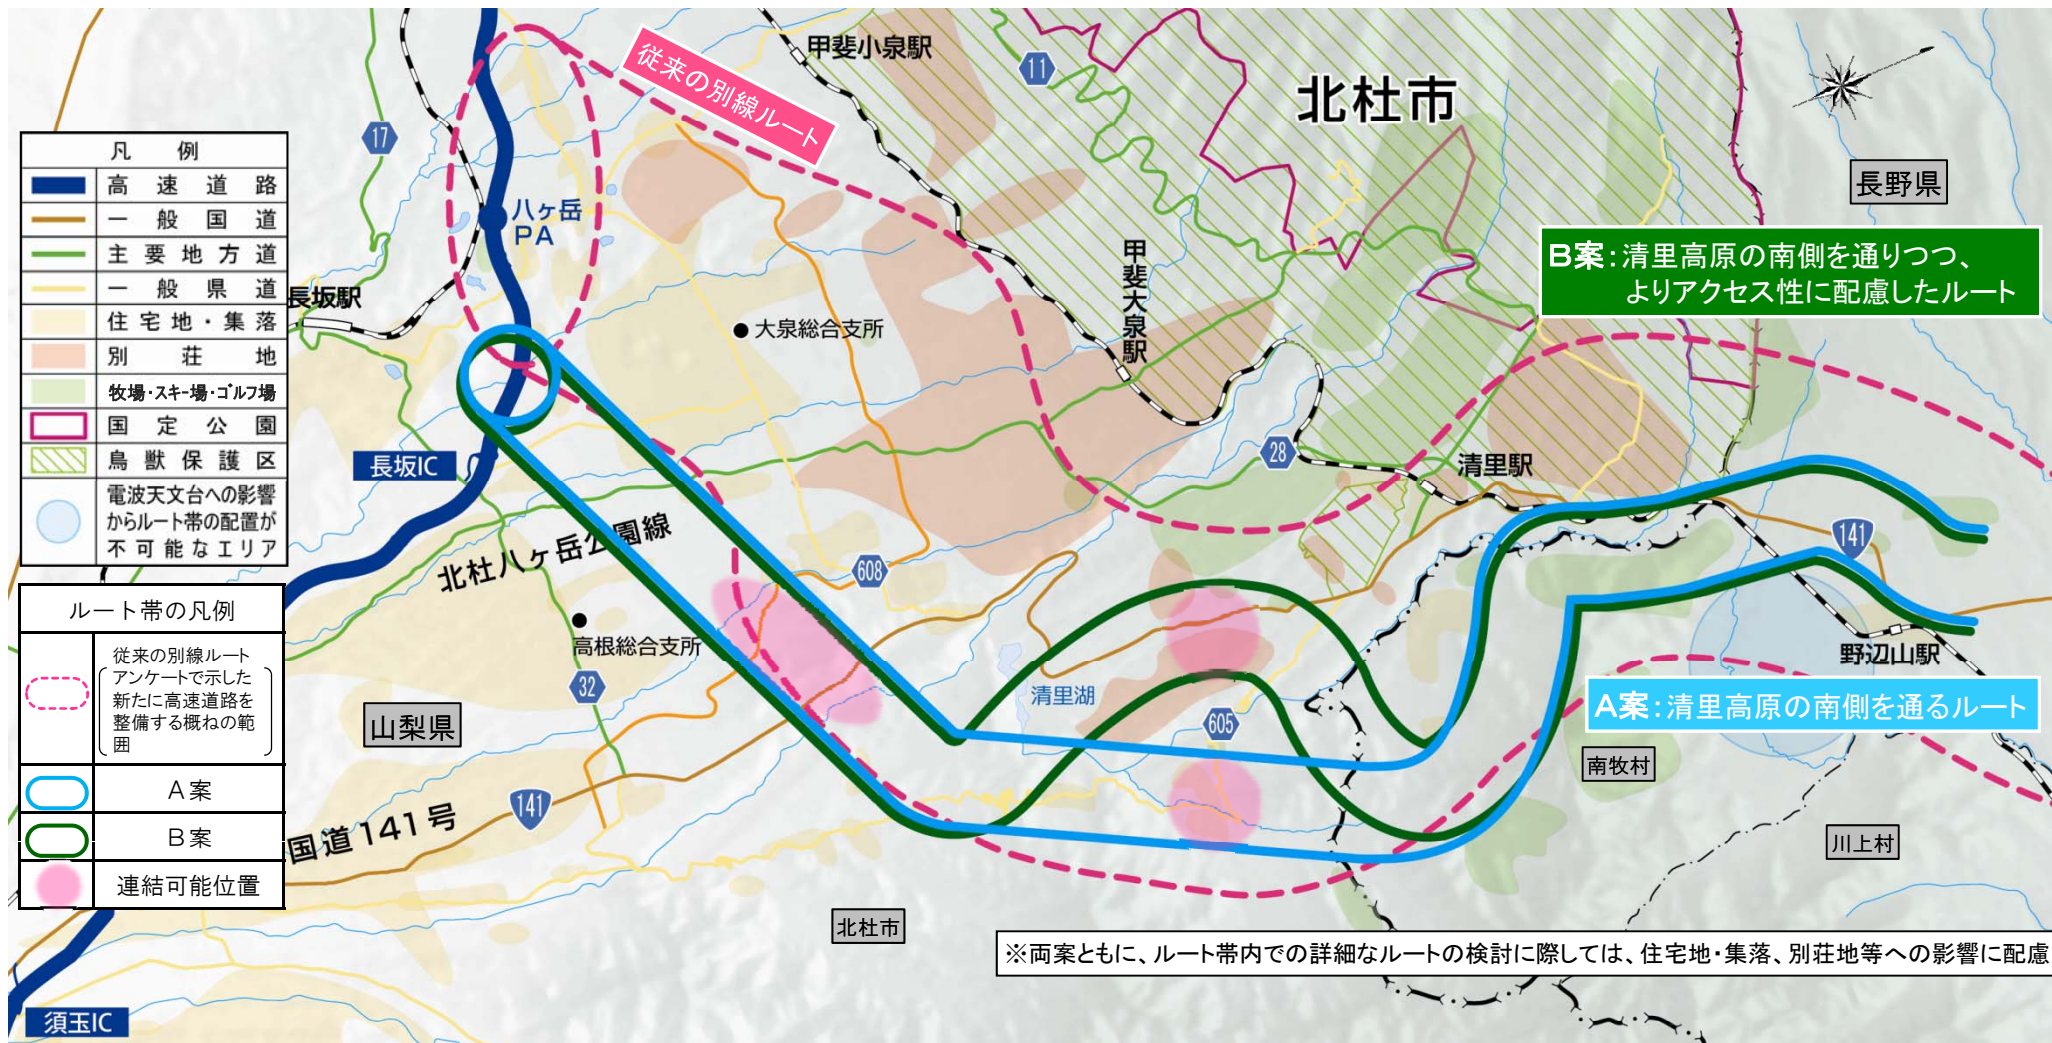 甲斐小泉駅
11
北杜市
従来の別線ルート
17
長野県
凡 例
高速道路
一般国道
主要地方道
一般県道
住宅地・集落
別荘地
牧場・スキー場・ゴルフ場
国定公園
鳥獣保護区
電波天文台への影響
からルート帯の配置が
不可能なエリア
八ヶ岳
PA
長坂駅
大泉総合支所
甲斐大泉駅
B案:清里高原の南側を通りつつ、
よりアクセス性に配慮したルート
長坂IC
28
清里駅
北杜八ヶ岳公園線
608
141
高根総合支所
32
清里湖
605
野辺山駅
A案:清里高原の南側を通るルート
山梨県
南牧村
ルート帯の凡例
従来の別線ルート
アンケートで示した
新たに高速道路を
整備する概ねの範
囲
A案
B案
連結可能位置
国道141号
141
川上村
北杜市
※両案ともに、ルート帯内での詳細なルートの検討に際しては、住宅地・集落、別荘地等への影響に配慮
須玉IC